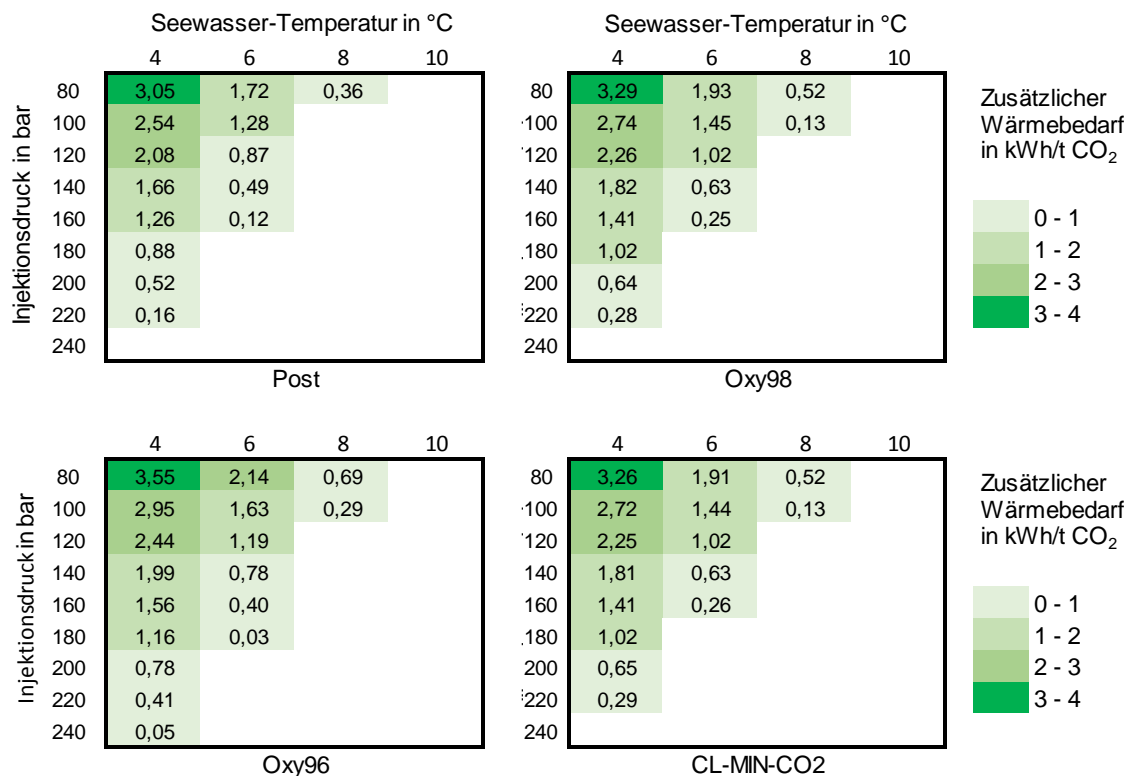 Seewasser-Temperatur in °C Seewasser-Temperatur in °C
4 6 8 10 4 6 8 10
80 3,05 1,72 0,36 80 3,29 1,93 0,52
100 2,54 1,28 100 2,74 1,45 0,13
120 2,08 0,87 120 2,26 1,02
140 1,66 0,49 140 1,82 0,63
160 1,26 0,12 160 1,41 0,25
180 0,88 180 1,02
200 0,52 200 0,64
220 0,16 220 0,28
240 240
Injektionsdruck in bar
Post Oxy98
Zusätzlicher
Wärmebedarf
in kWh/t CO₂
0 - 1
1 - 2
2 - 3
3 - 4
4 6 8 10 4 6 8 10
80 3,55 2,14 0,69 80 3,26 1,91 0,52
100 2,95 1,63 0,29 100 2,72 1,44 0,13
120 2,44 1,19 120 2,25 1,02
140 1,99 0,78 140 1,81 0,63
160 1,56 0,40 160 1,41 0,26
180 1,16 0,03 180 1,02
200 0,78 200 0,65
220 0,41 220 0,29
240 0,05 240
Injektionsdruck in bar
Oxy96 CL-MIN-CO2
Zusätzlicher
Wärmebedarf
in kWh/t CO₂
0 - 1
1 - 2
2 - 3
3 - 4